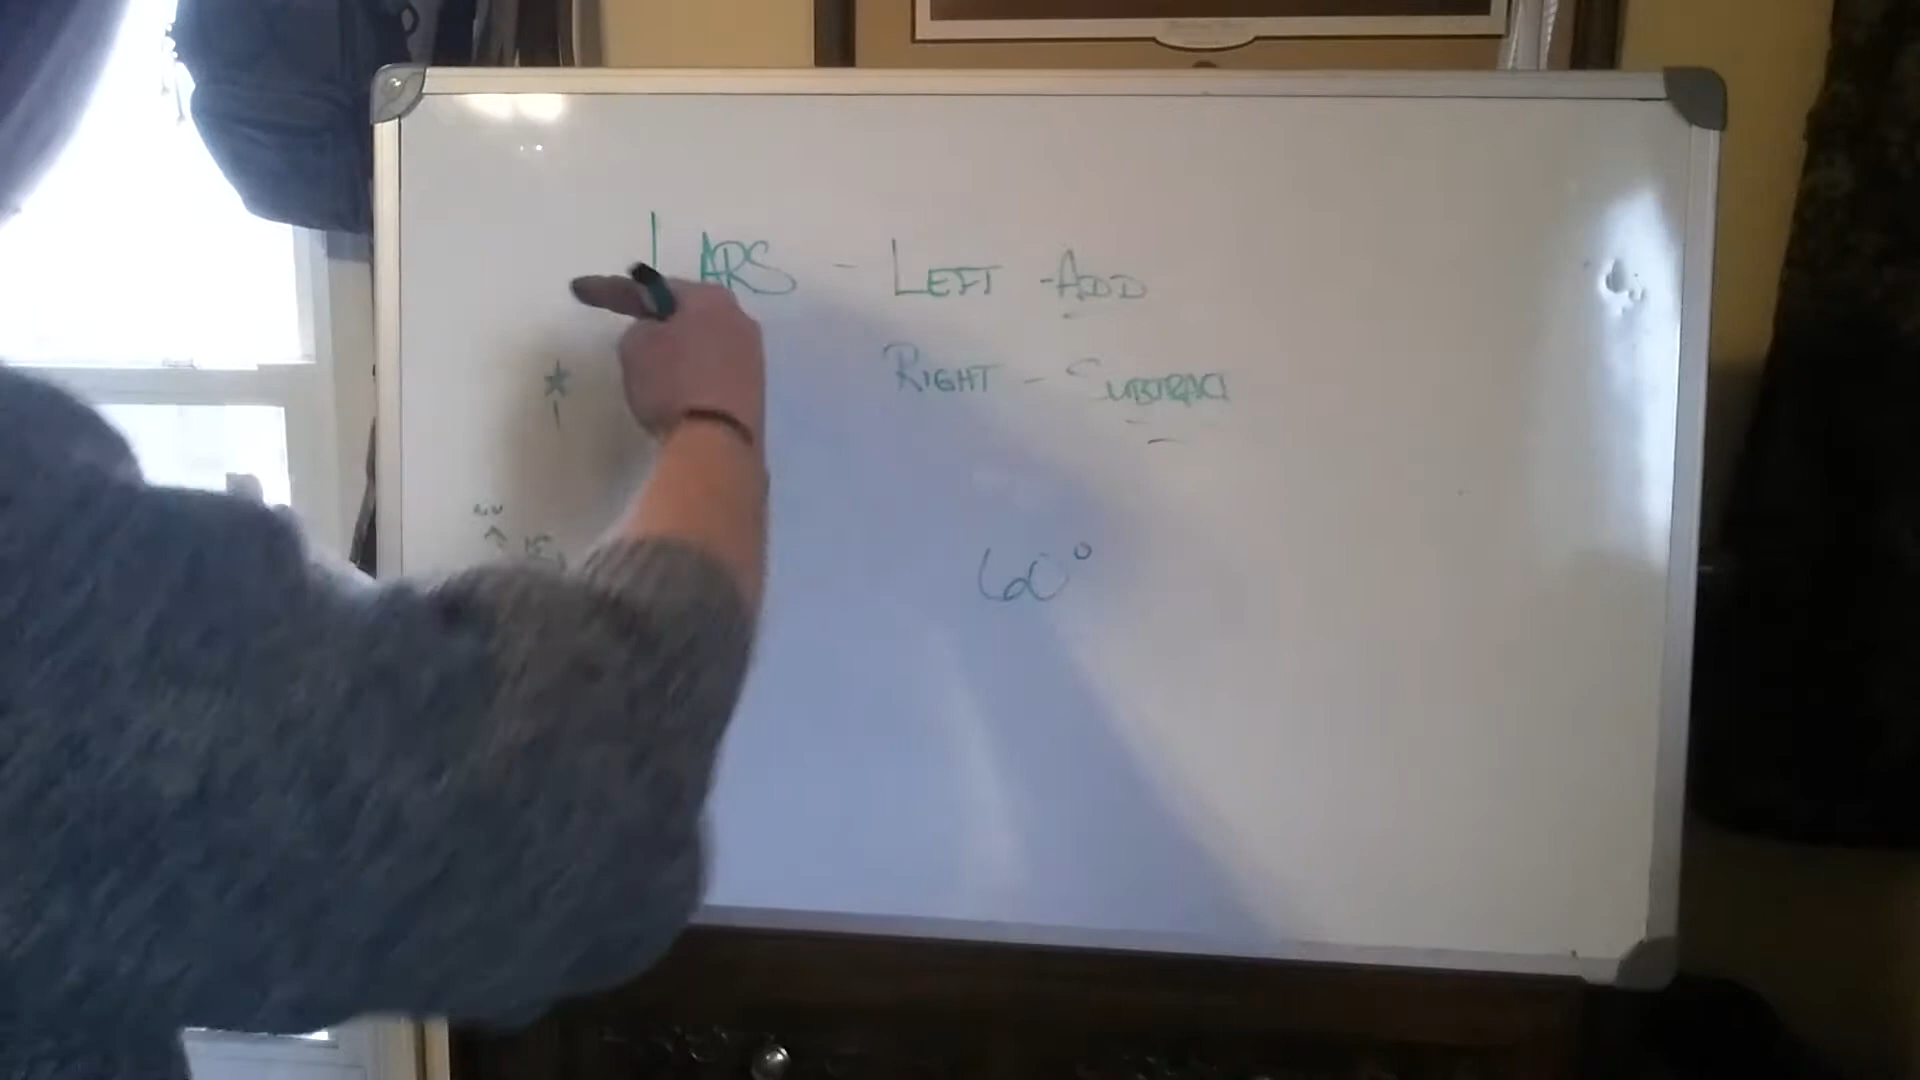 LARS - LEFT - ADD
RIGHT - SUBTRACT
60°